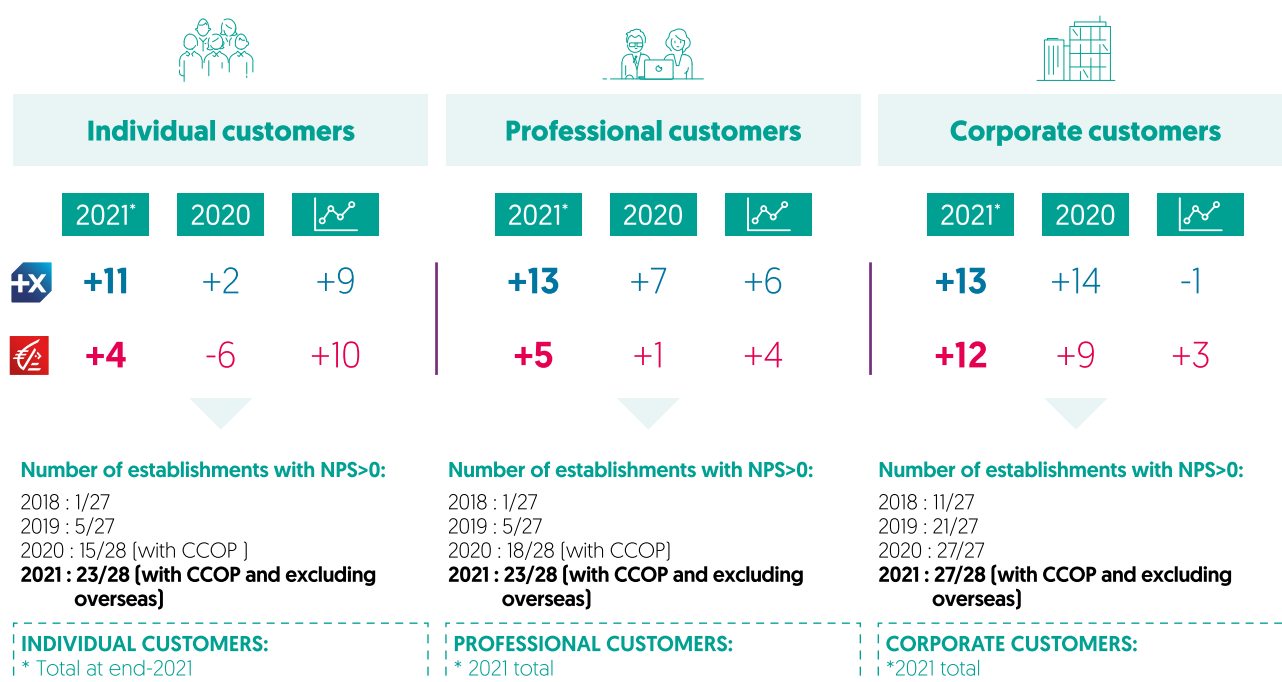 Individual customers
2021* 2020
+X +11 +2 +9
+4 -6 +10
Number of establishments with NPS>0:
2018 : 1/27
2019 : 5/27
2020 : 15/28 (with CCOP )
2021 : 23/28 (with CCOP and excluding
overseas)
INDIVIDUAL CUSTOMERS:
* Total at end-2021
Professional customers
2021* 2020
+13 +7 +6
+5 +1 +4
Number of establishments with NPS>0:
2018 : 1/27
2019 : 5/27
2020 : 18/28 (with CCOP)
2021 : 23/28 (with CCOP and excluding
overseas)
PROFESSIONAL CUSTOMERS:
* 2021 total
Corporate customers
2021* 2020
+13 +14 -1
+12 +9 +3
Number of establishments with NPS>0:
2018 : 11/27
2019 : 21/27
2020 : 27/27
2021 : 27/28 (with CCOP and excluding
overseas)
CORPORATE CUSTOMERS:
*2021 total